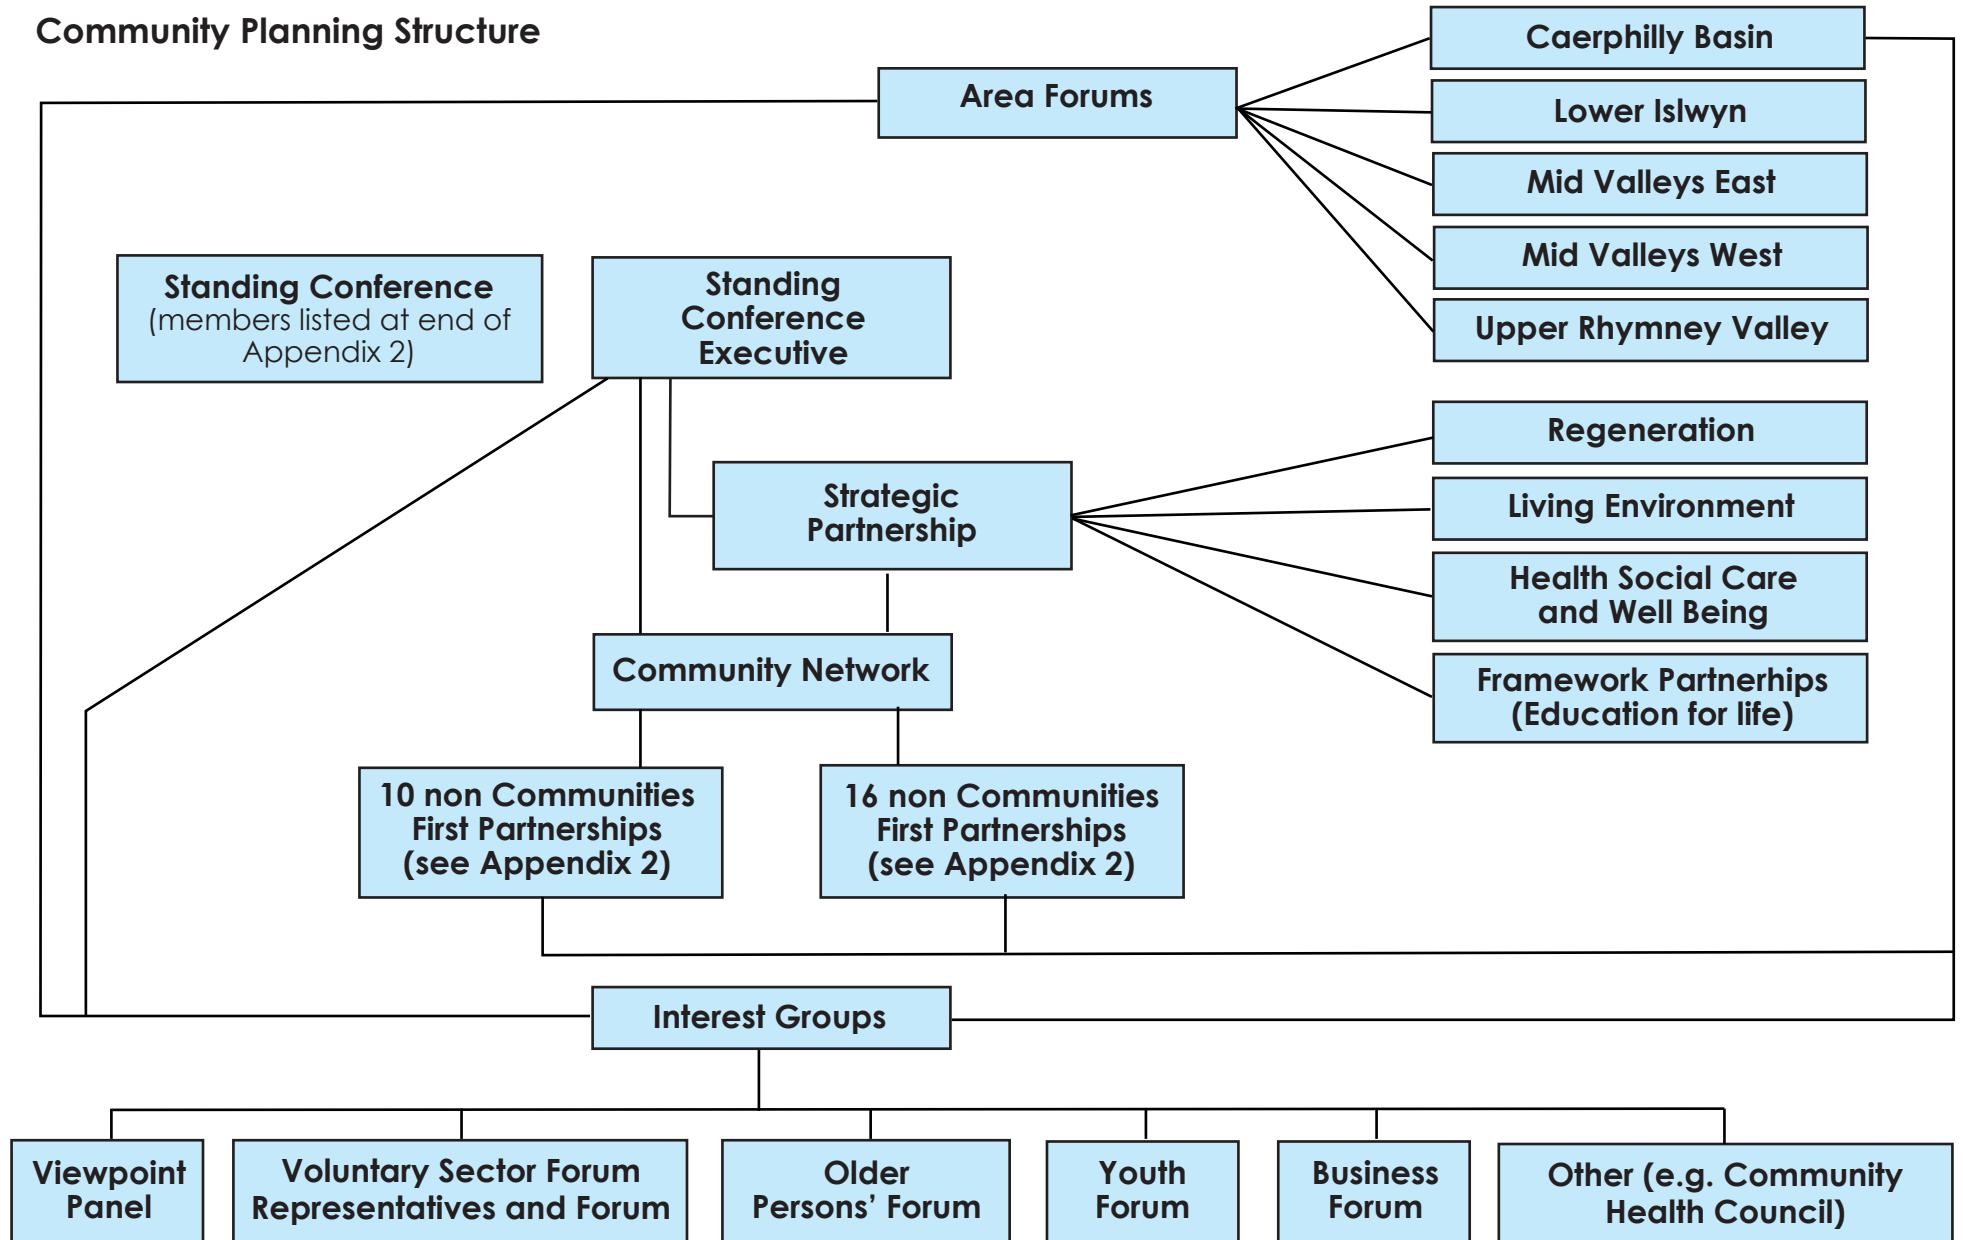 Community Planning Structure
Caerphilly Basin
Area Forums
Lower Islwyn
Mid Valleys East
Mid Valleys West
Upper Rhymney Valley
Standing Conference
(members listed at end of
Appendix 2)
Standing
Conference
Executive
Regeneration
Strategic
Partnership
Living Environment
Health Social Care
and Well Being
Community Network
Framework Partnerhips
(Education for life)
10 non Communities
First Partnerships
(see Appendix 2)
16 non Communities
First Partnerships
(see Appendix 2)
Interest Groups
Viewpoint
Panel
Voluntary Sector Forum
Representatives and Forum
Older
Persons’ Forum
Youth
Forum
Business
Forum
Other (e.g. Community
Health Council)